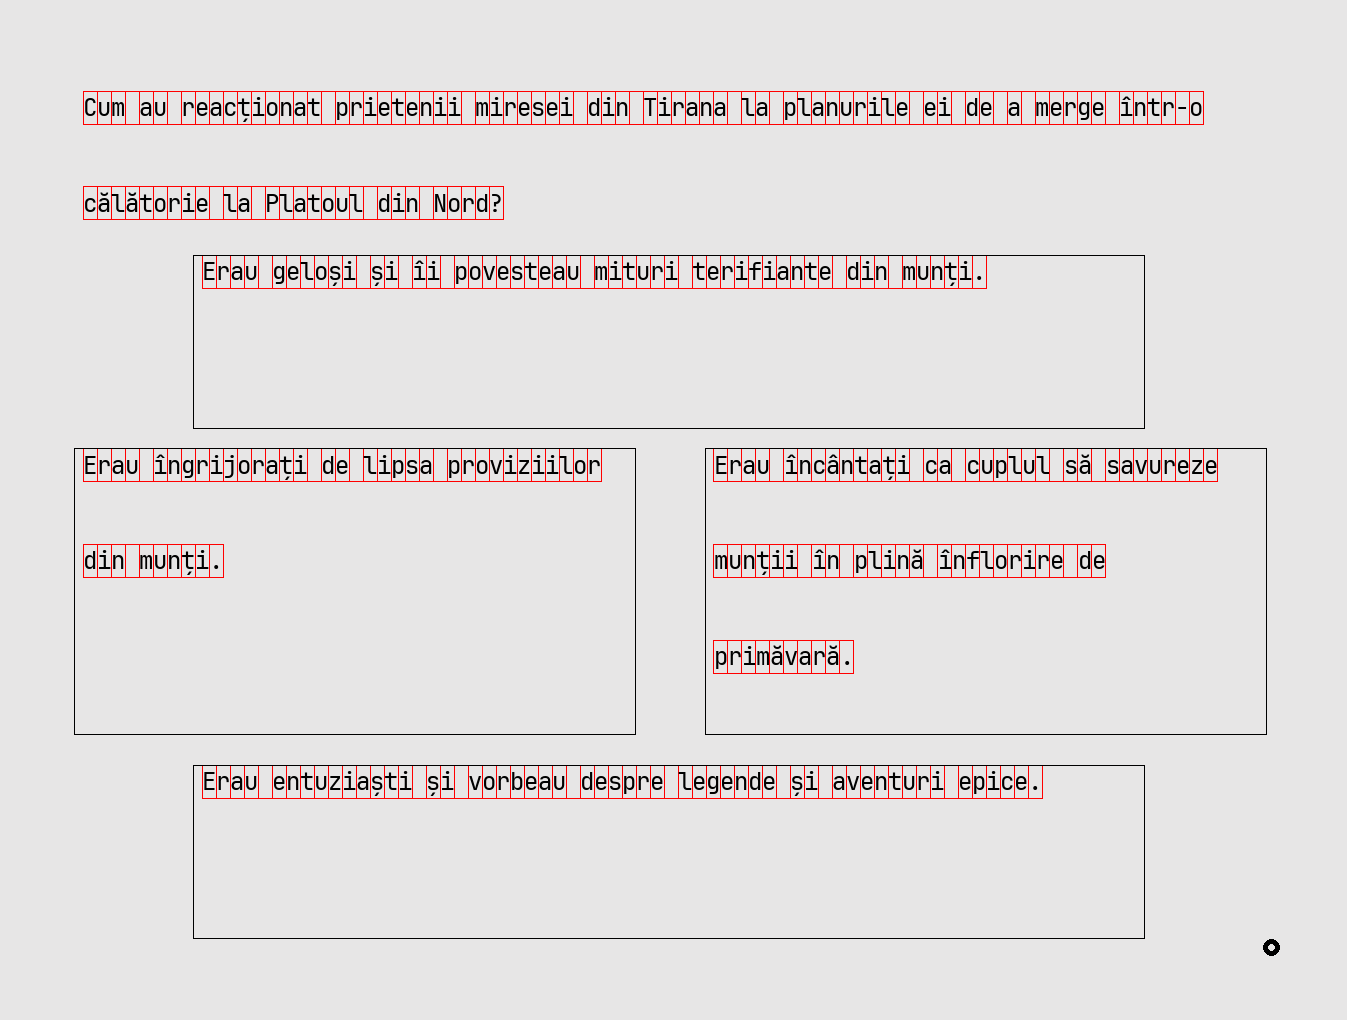 Cum au reacționat prietenii miresei din Tirana la planurile ei de a merge într-o
călătorie la Platoul din Nord?
Erau geloși și îi povesteau mituri terifiante din munți.
Erau îngrijorați de lipsa proviziilor
din munți.
Erau încântați ca cuplul să savureze
munții în plină înflorire de
primăvară.
Erau entuziaști și vorbeau despre legende și aventuri epice.